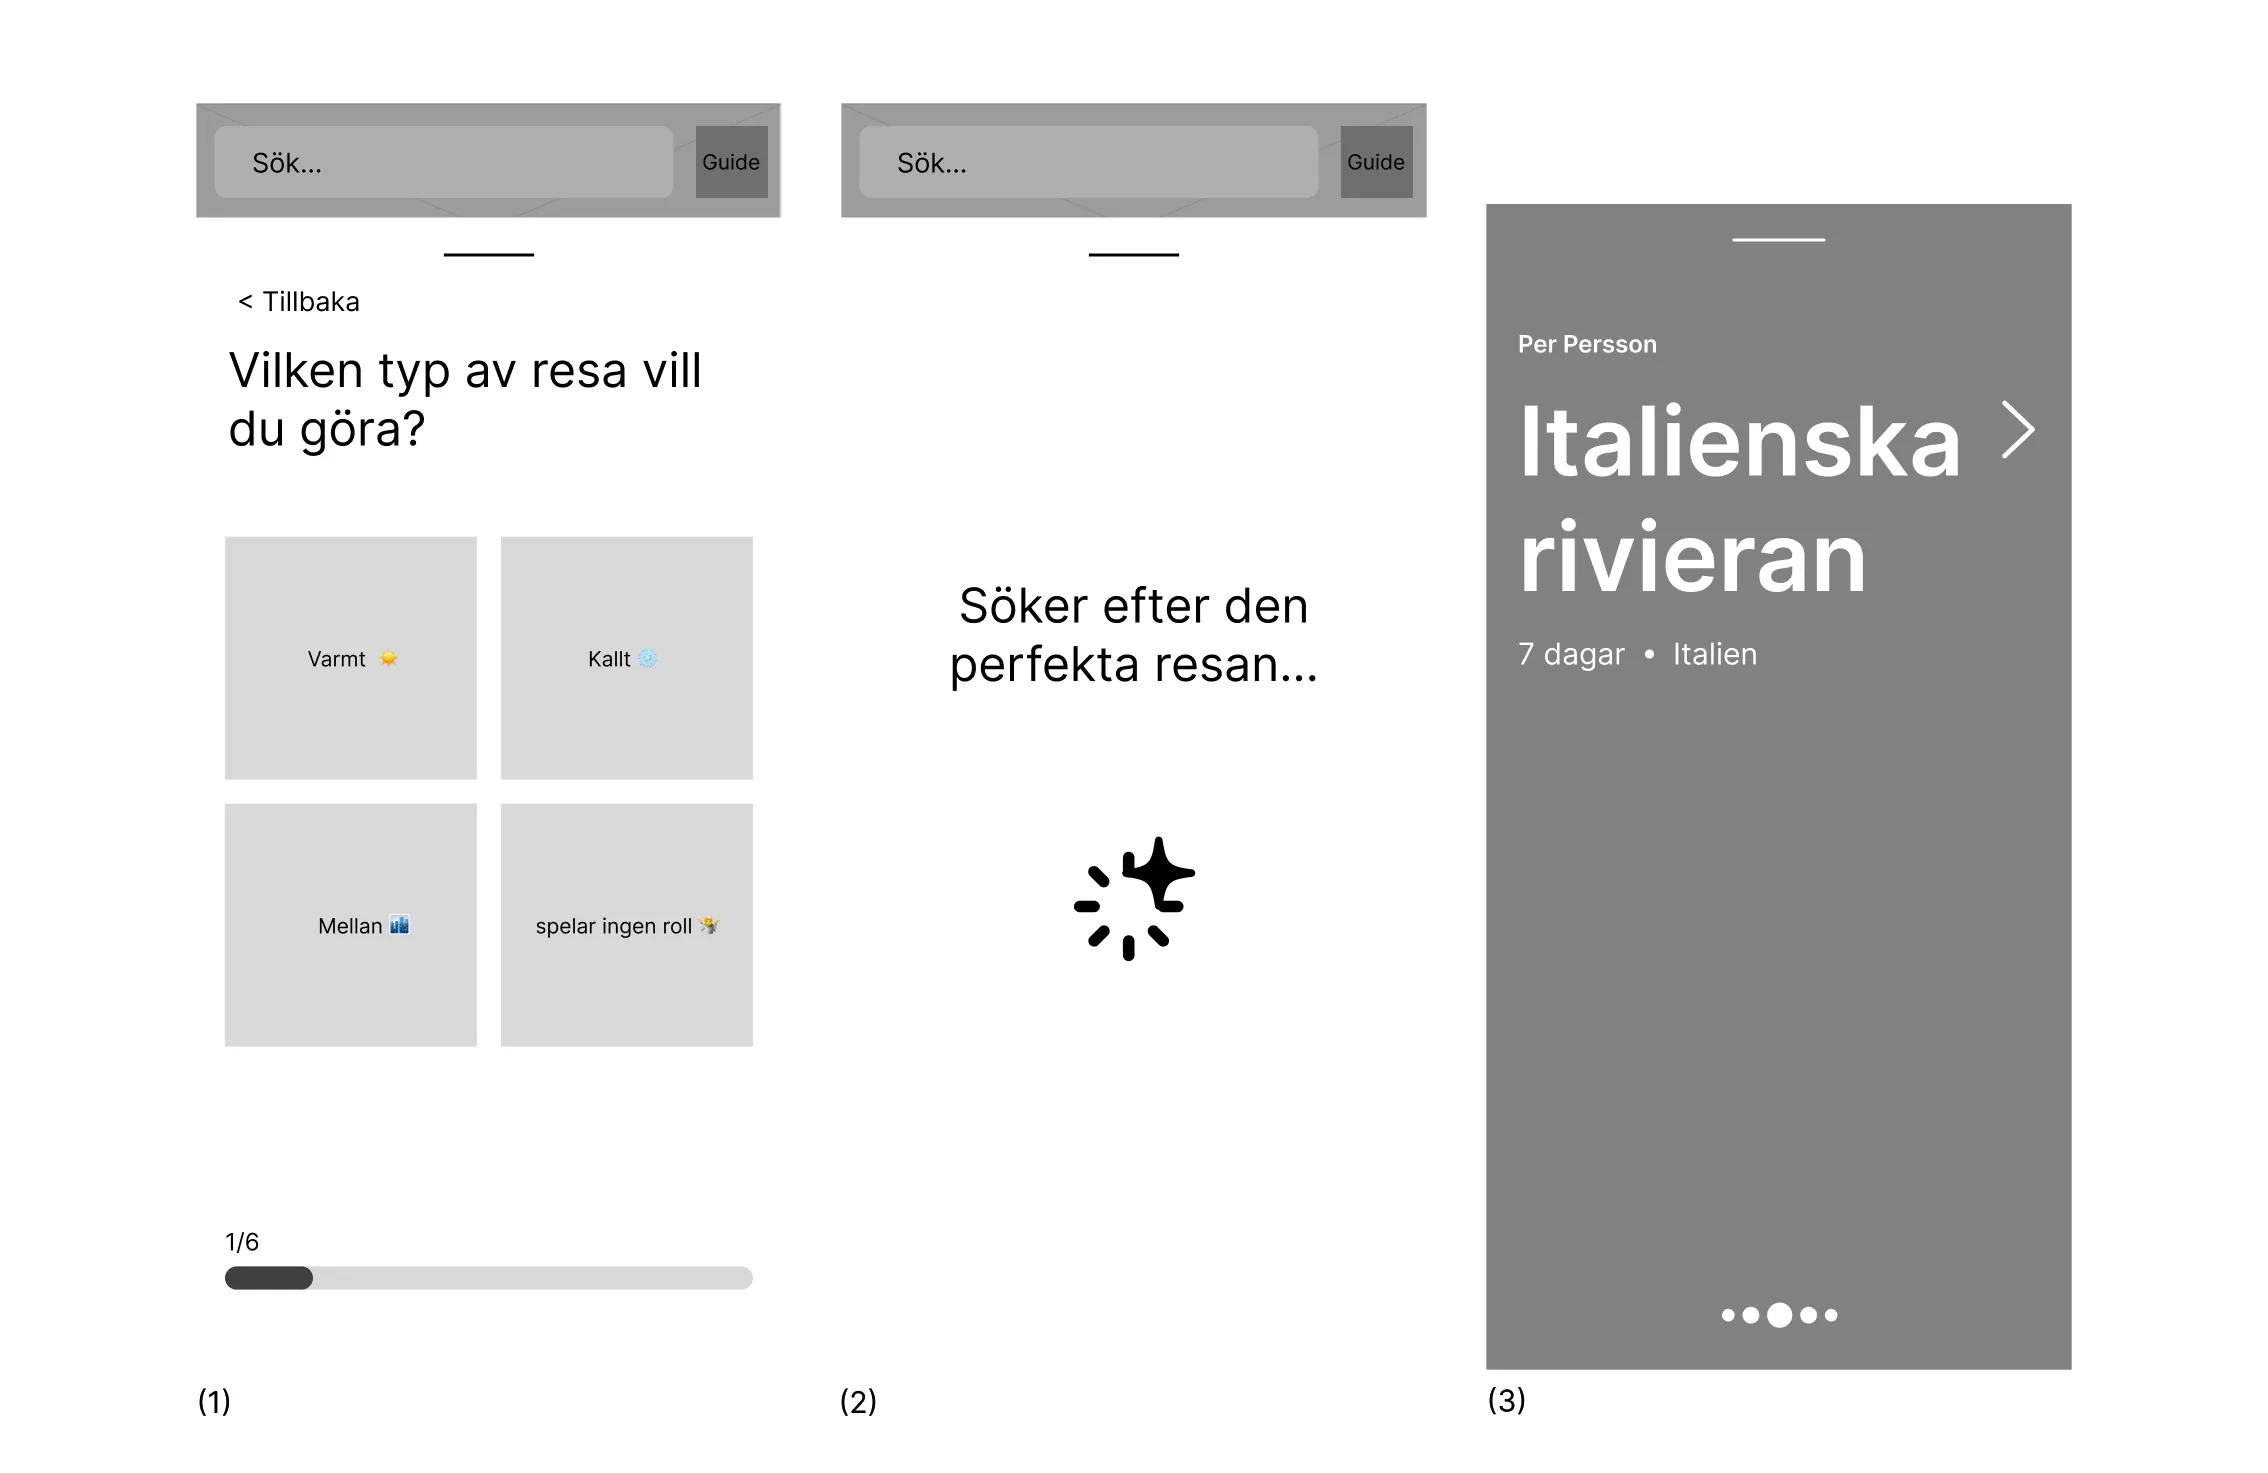 Sök...
Guide
< Tillbaka
Vilken typ av resa vill
du göra?
Varmt ☀️
Kallt ❄️
Mellan 🏙️
spelar ingen roll 🤷
1/6
(1)
Sök...
Guide
Söker efter den
perfekta resan...
(2)
Per Persson
Italienska
rivieran
7 dagar • Italien
(3)